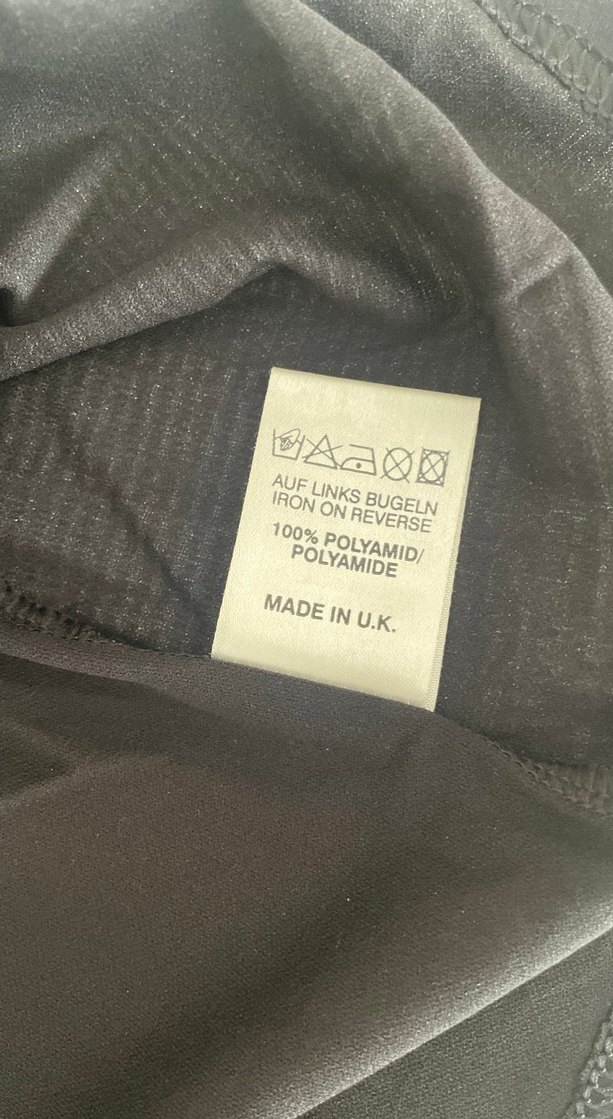 AUF LINKS BUGELN
IRON ON REVERSE
100% POLYAMID/
POLYAMIDE
MADE IN U.K.